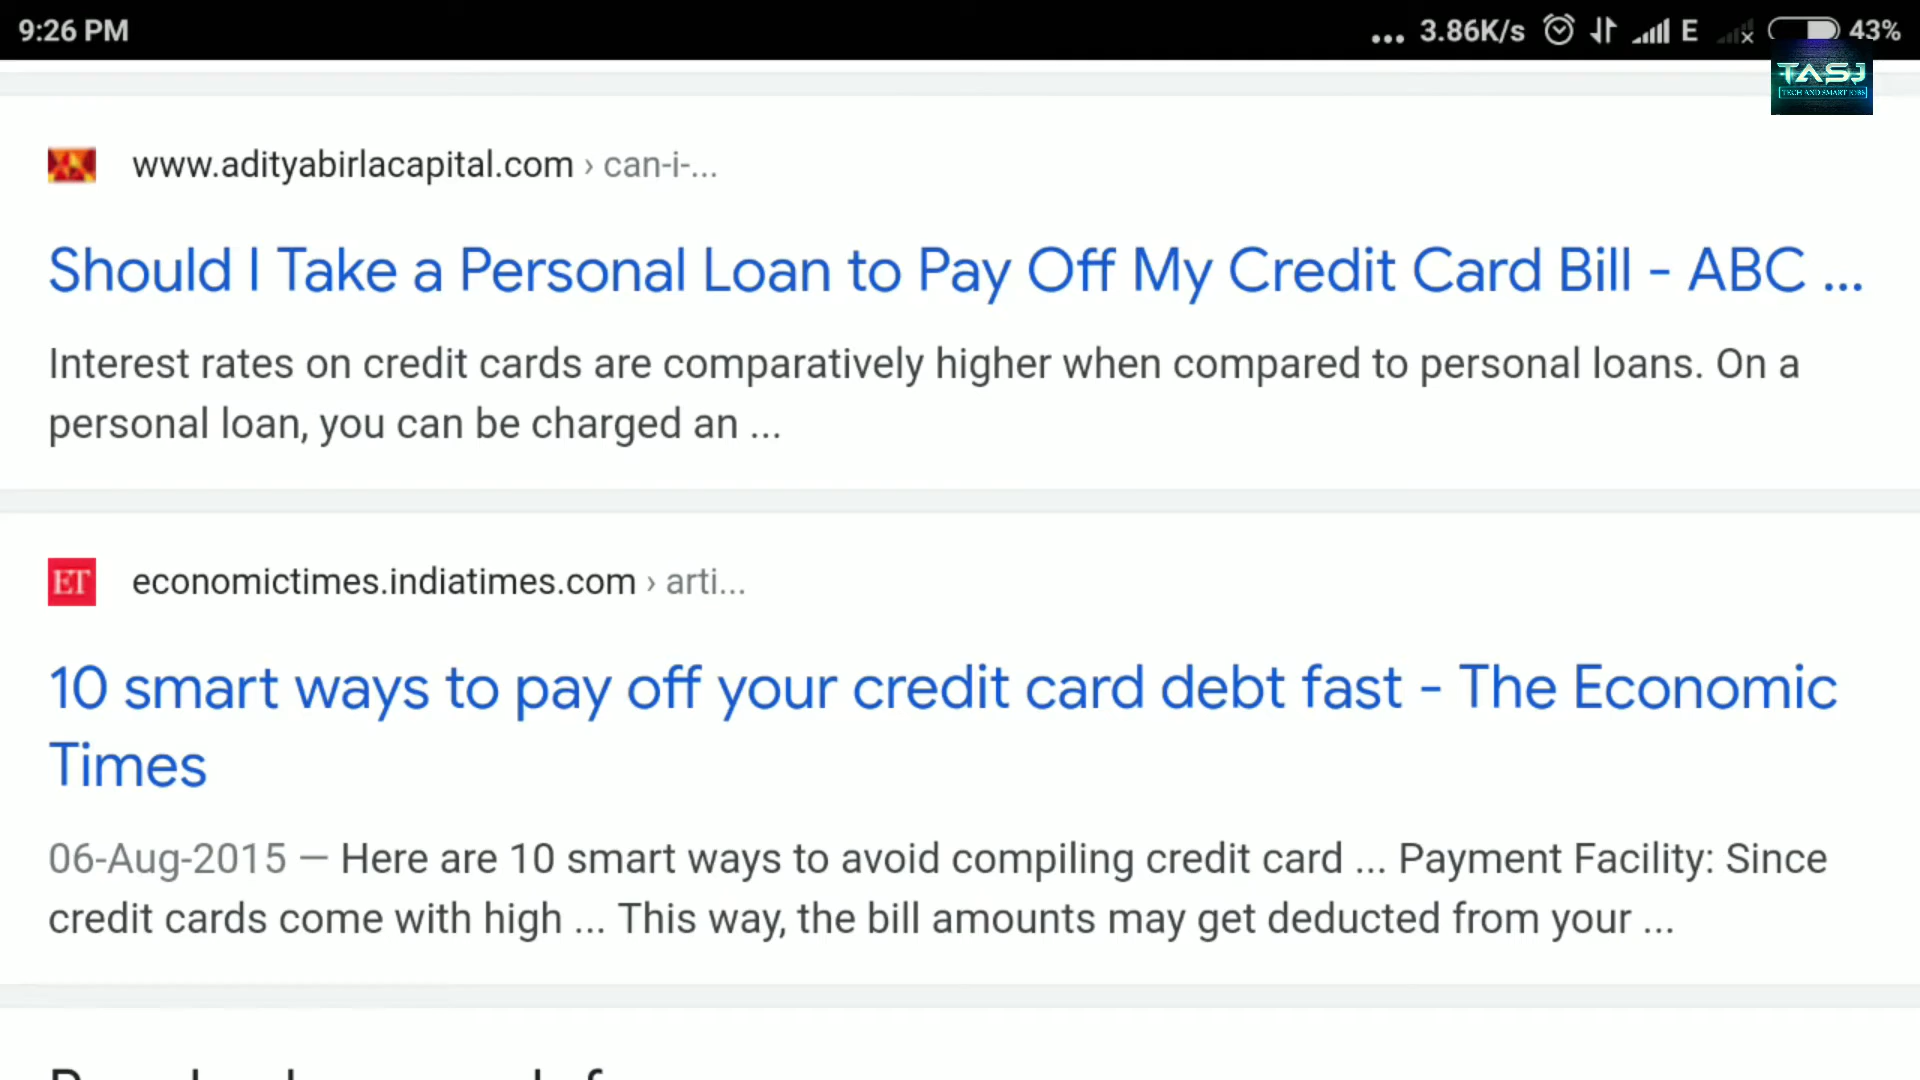 9:26 PM
... 3.86K/s E 43%
TASJ
TECH AND SMART JOBS
www.adityabirlacapital.com › can-i-...
Should I Take a Personal Loan to Pay Off My Credit Card Bill - ABC ...
Interest rates on credit cards are comparatively higher when compared to personal loans. On a
personal loan, you can be charged an ...
ET
economictimes.indiatimes.com › arti...
10 smart ways to pay off your credit card debt fast - The Economic
Times
06-Aug-2015 — Here are 10 smart ways to avoid compiling credit card ... Payment Facility: Since
credit cards come with high ... This way, the bill amounts may get deducted from your ...